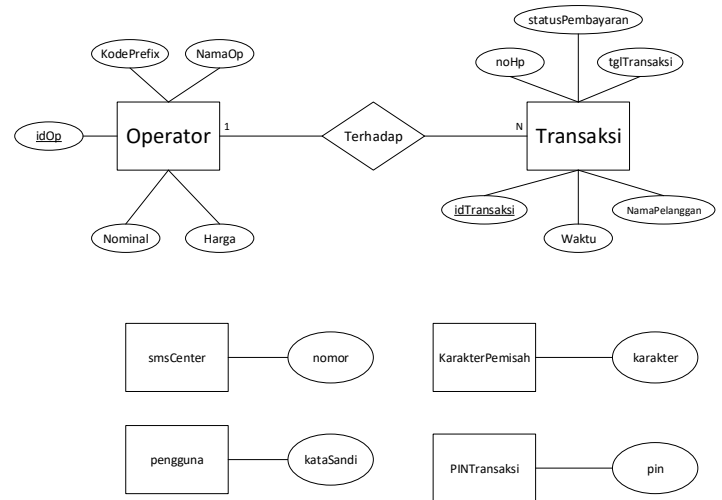 statusPembayaran
KodePrefix
NamaOp
noHp
tglTransaksi
idOp
Operator
1
Terhadap
N
Transaksi
Nominal
Harga
idTransaksi
Waktu
NamaPelanggan
smsCenter
nomor
KarakterPemisah
karakter
pengguna
kataSandi
PINTransaksi
pin